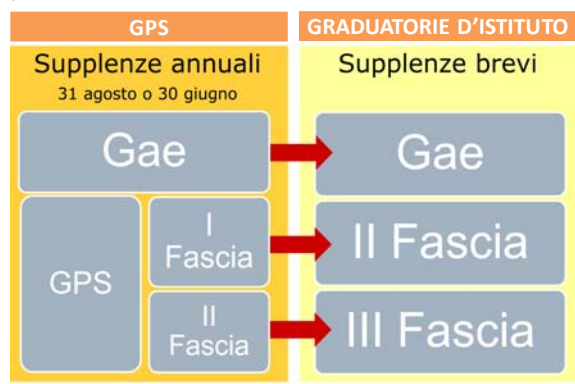 GPS
Supplenze annuali
31 agosto o 30 giugno
Gae
GPS
I
Fascia
II
Fascia
GRADUATORIE D'ISTITUTO
Supplenze brevi
Gae
II Fascia
III Fascia